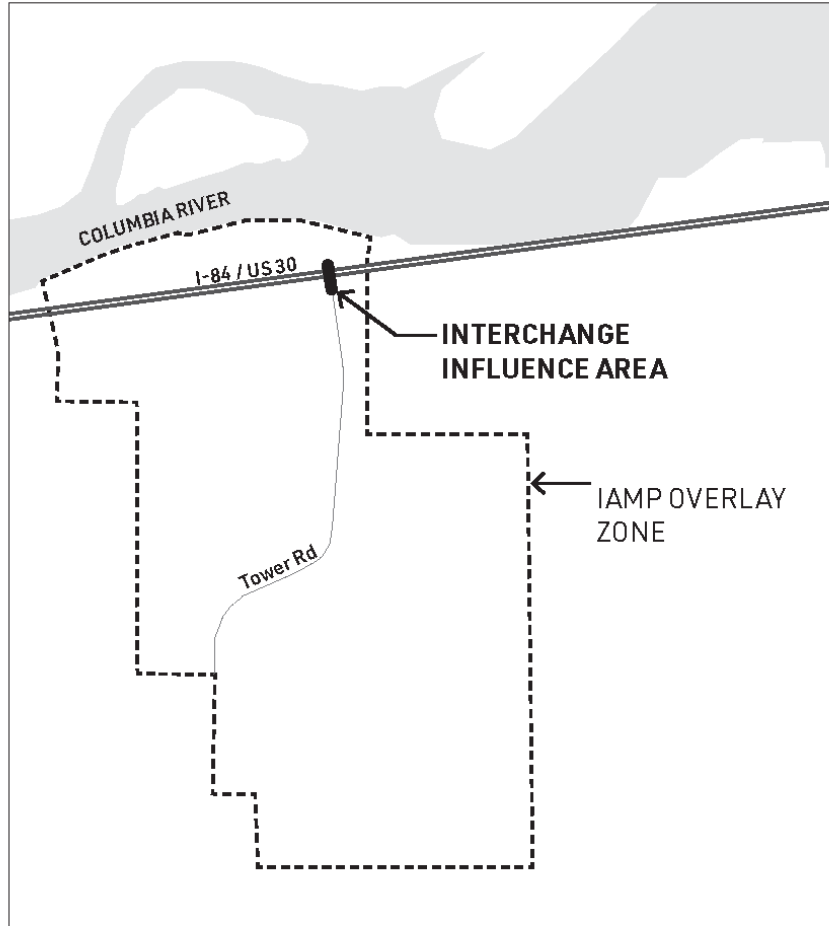 COLUMBIA RIVER
I-84 / US 30
INTERCHANGE
INFLUENCE AREA
IAMP OVERLAY
ZONE
Tower Rd